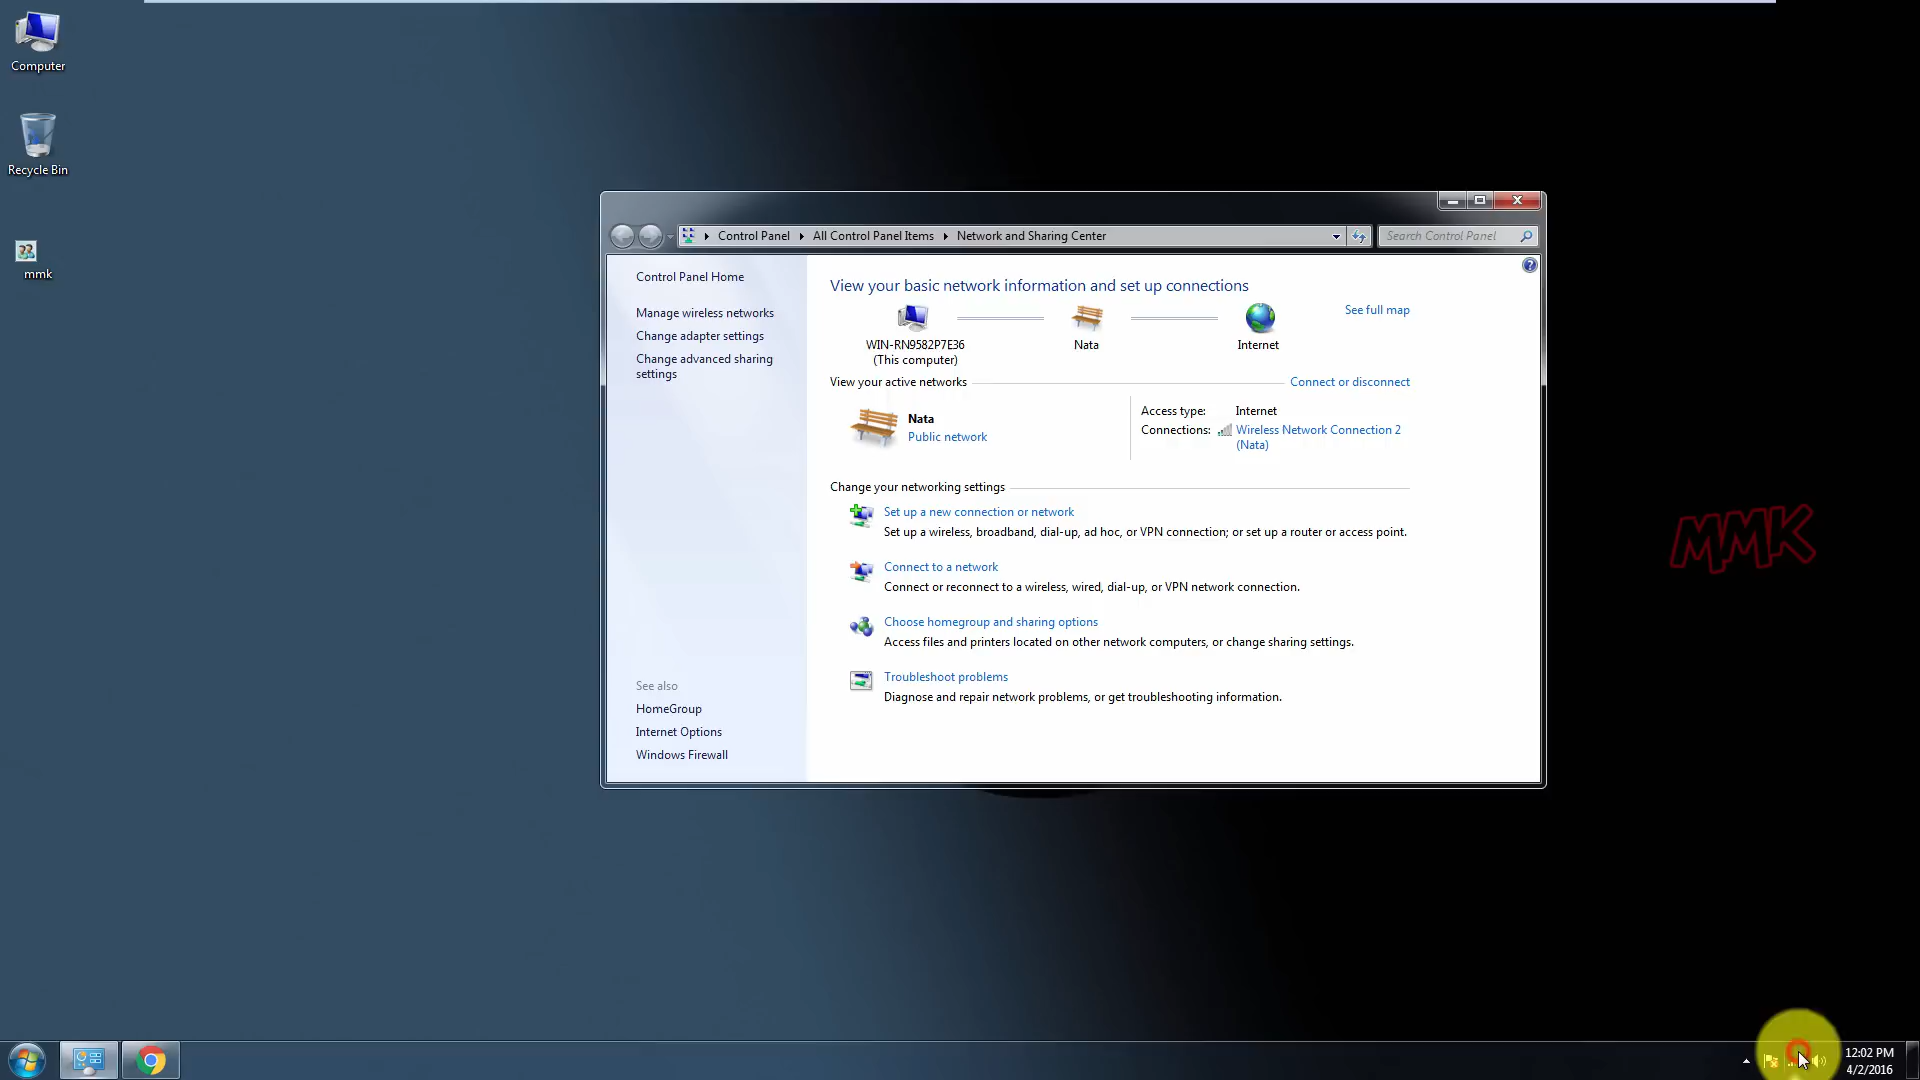 Computer
Recycle Bin
mmk
Control Panel
All Control Panel Items
Network and Sharing Center
Search Control Panel
Control Panel Home
Manage wireless networks
Change adapter settings
Change advanced sharing
settings
See also
HomeGroup
Internet Options
Windows Firewall
View your basic network information and set up connections
See full map
WIN-RN9582P7E36
(This computer)
Nata
Internet
View your active networks
Connect or disconnect
Nata
Public network
Access type: Internet
Connections: Wireless Network Connection 2
(Nata)
Change your networking settings
Set up a new connection or network
Set up a wireless, broadband, dial-up, ad hoc, or VPN connection; or set up a router or access point.
Connect to a network
Connect or reconnect to a wireless, wired, dial-up, or VPN network connection.
Choose homegroup and sharing options
Access files and printers located on other network computers, or change sharing settings.
Troubleshoot problems
Diagnose and repair network problems, or get troubleshooting information.
MMK
12:02 PM
4/2/2016